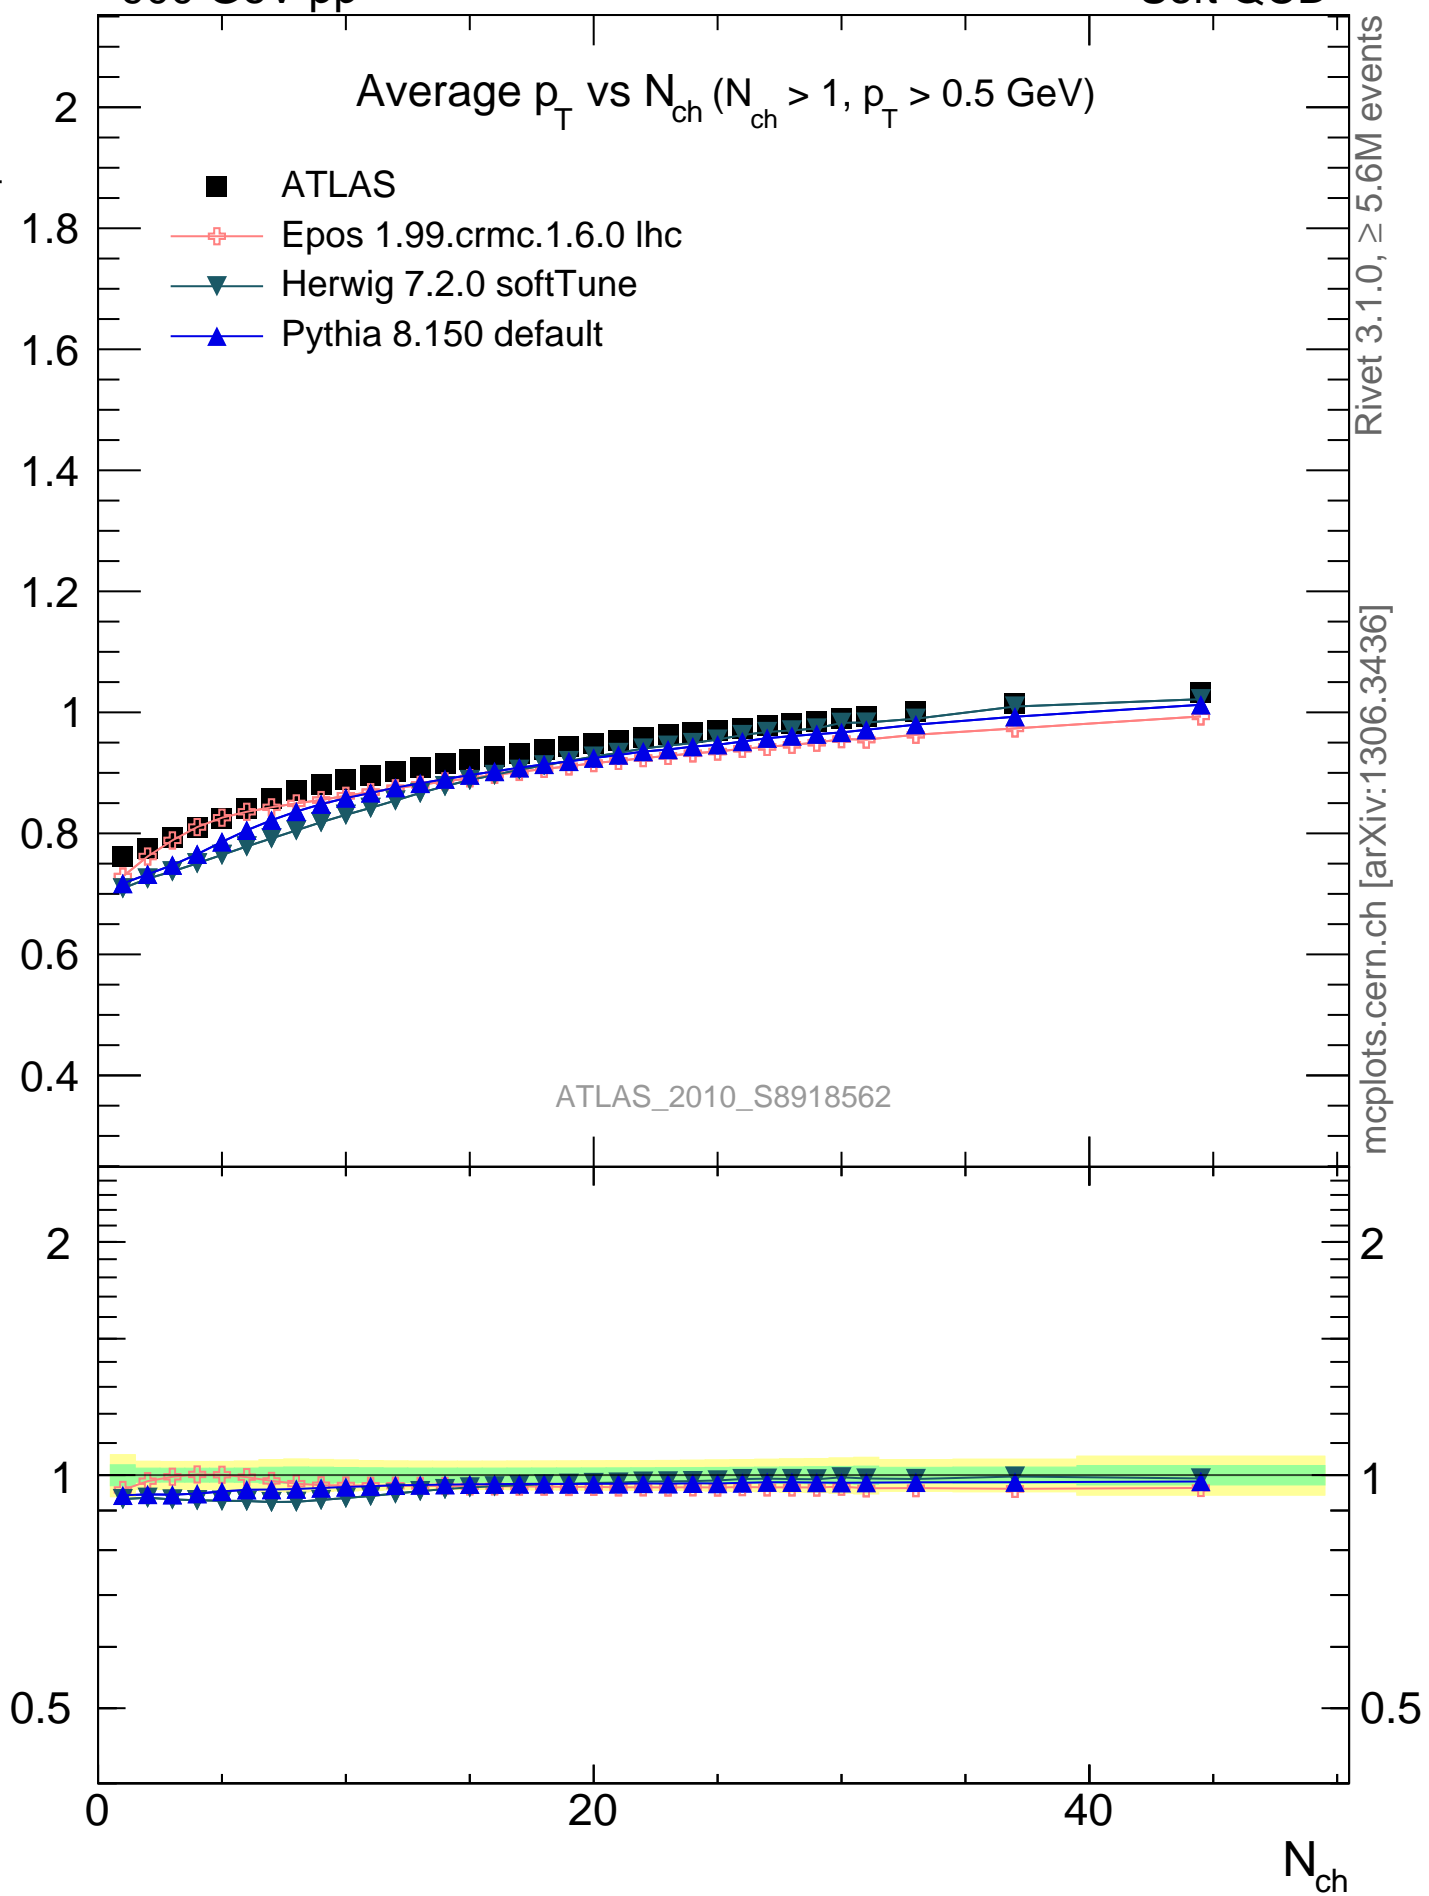 Average p_T vs N_ch (N_ch > 1, p_T > 0.5 GeV)
ATLAS
Epos 1.99.crmc.1.6.0 lhc
Herwig 7.2.0 softTune
Pythia 8.150 default
2
1.8
1.6
1.4
1.2
1
0.8
0.6
0.4
ATLAS_2010_S8918562
Rivet 3.1.0, ≥ 5.6M events
mcplots.cern.ch [arXiv:1306.3436]
2
1
0.5
2
1
0.5
0
20
40
N_ch